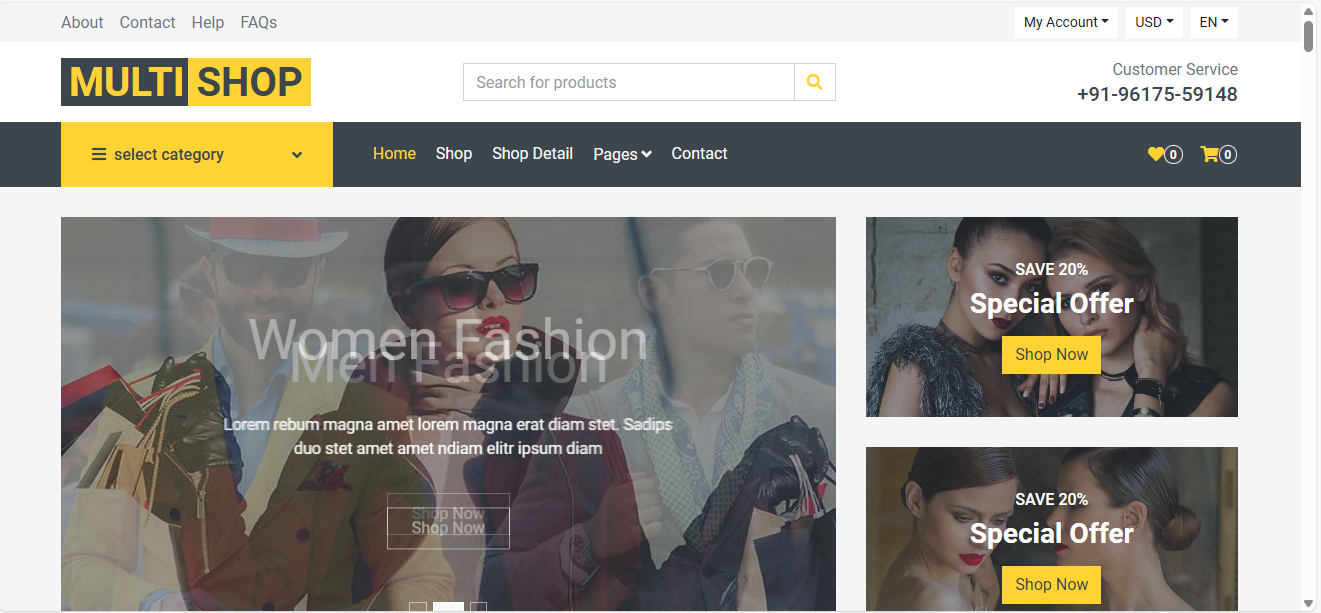 About Contact Help FAQs
My Account USD EN
MULTI SHOP
Search for products
Customer Service
+91-96175-59148
select category
Home Shop Shop Detail Pages Contact
0 0
Women Fashion
Men Fashion
Lorem rebum magna amet lorem magna erat diam stet. Sadips
duo stet amet amet ndiam elitr ipsum diam
Shop Now
Shop Now
SAVE 20%
Special Offer
Shop Now
SAVE 20%
Special Offer
Shop Now